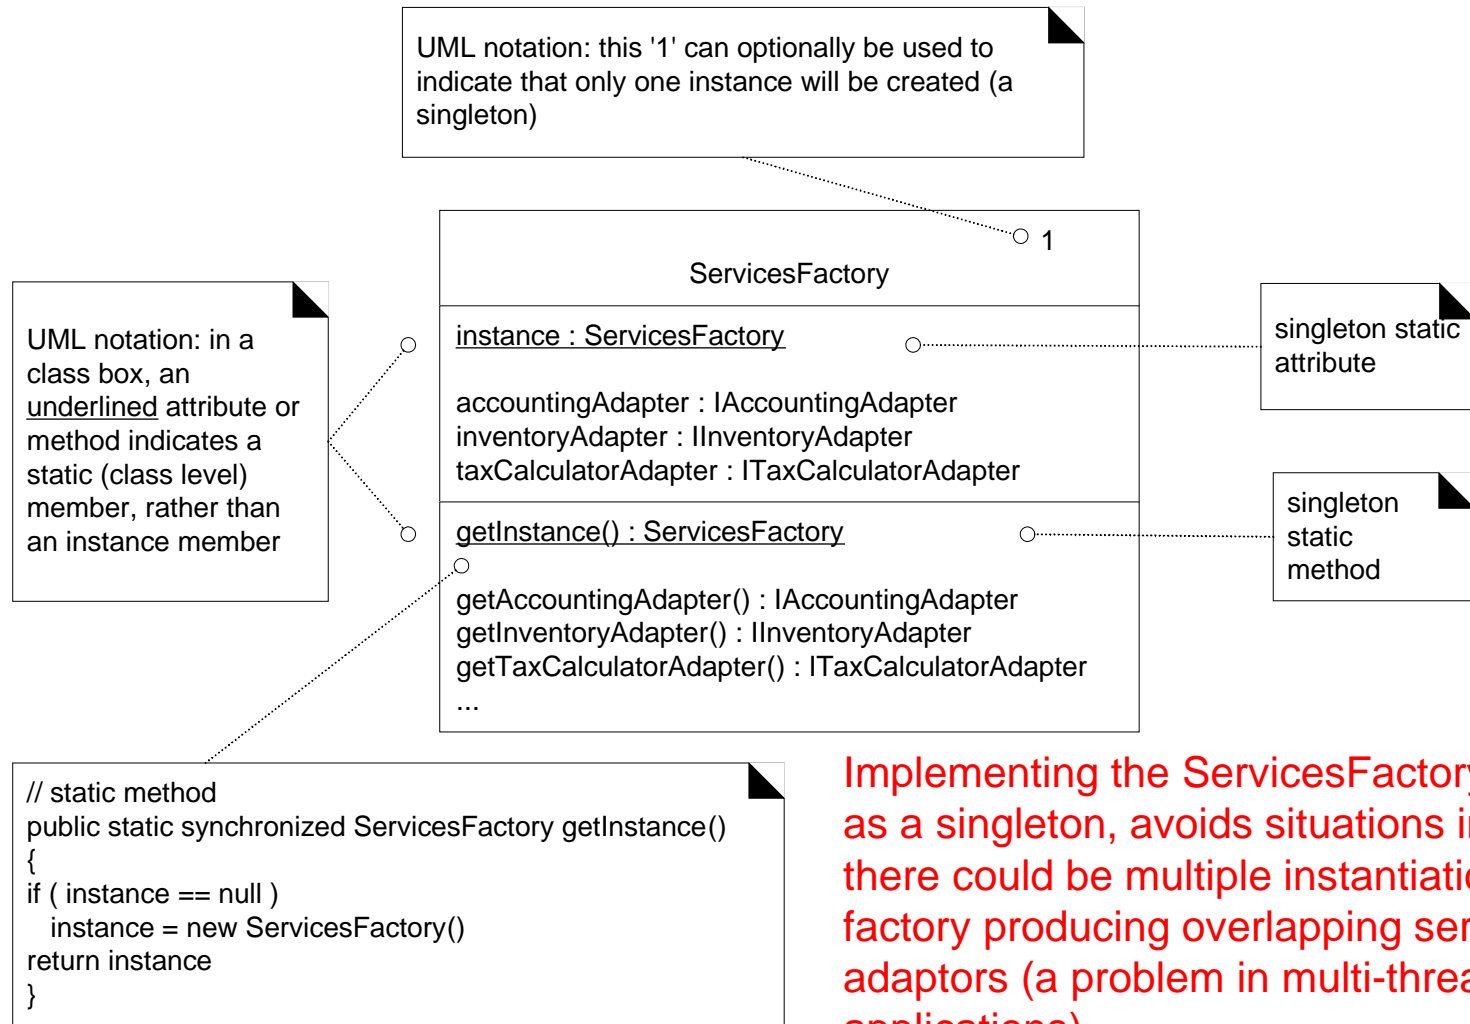 UML notation: this '1' can optionally be used to
indicate that only one instance will be created (a
singleton)
1
ServicesFactory
UML notation: in a
class box, an
underlined attribute or
method indicates a
static (class level)
member, rather than
an instance member
instance : ServicesFactory
accountingAdapter : IAccountingAdapter
inventoryAdapter : IInventoryAdapter
taxCalculatorAdapter : ITaxCalculatorAdapter
singleton static
attribute
getInstance() : ServicesFactory
getAccountingAdapter() : IAccountingAdapter
getInventoryAdapter() : IInventoryAdapter
getTaxCalculatorAdapter() : ITaxCalculatorAdapter
...
singleton
static
method
// static method
public static synchronized ServicesFactory getInstance()
{
if ( instance == null )
instance = new ServicesFactory()
return instance
}
Implementing the ServicesFactory
as a singleton, avoids situations
there could be multiple
factory producing overlapping
adaptors (a problem in